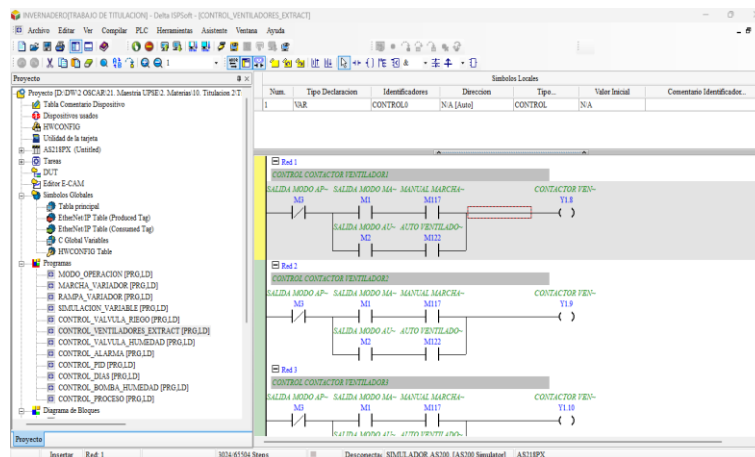 INVERNADERO[TRABAJO DE TITULACION] - Delta ISPSoft - [CONTROL_VENTILADORES_EXTRACT]
Archivo Editar Ver Compilar PLC Herramientas Asistente Ventana Ayuda
Proyecto
Proyecto [D:\DW\2 OSCAR\21. Maestria UPSE\2. Materias\10. Titulacion 2\T
Tabla Comentario Dispositivo
Dispositivos usados
HWCONFIG
Utilidad de la tarjeta
AS218PX (Untitled)
Tareas
DUT
Editor E-CAM
Simbolos Globales
Tabla principal
EtherNet/IP Table (Produced Tag)
EtherNet/IP Table (Consumed Tag)
C Global Variables
HWCONFIG Table
Programas
MODO_OPERACION [PRG,LD]
MARCHA_VARIADOR [PRG,LD]
RAMPA_VARIADOR [PRG,LD]
SIMULACION_VARIABLE [PRG,LD]
CONTROL_VALVULA_RIEGO [PRG,LD]
CONTROL_VENTILADORES_EXTRACT [PRG,LD]
CONTROL_VALVULA_HUMEDAD [PRG,LD]
CONTROL_ALARMA [PRG,LD]
CONTROL_PID [PRG,LD]
CONTROL_DIAS [PRG,LD]
CONTROL_BOMBA_HUMEDAD [PRG,LD]
CONTROL_PROCESO [PRG,LD]
Diagrama de Bloques
Proyecto
Simbolos Locales
Num. Tipo Declaracion Identificadores Direccion Tipo... Valor Inicial Comentario Identificador...
1 VAR CONTROL0 N/A [Auto] CONTROL N/A
Red 1
CONTROL CONTACTOR VENTILADOR1
SALIDA MODO AP~ SALIDA MODO MA~ MANUAL MARCHA~ CONTACTOR VEN~
M3 M1 M117 Y1.8
SALIDA MODO AU~ AUTO VENTILADO~
M2 M122
Red 2
CONTROL CONTACTOR VENTILADOR2
SALIDA MODO AP~ SALIDA MODO MA~ MANUAL MARCHA~ CONTACTOR VEN~
M3 M1 M117 Y1.9
SALIDA MODO AU~ AUTO VENTILADO~
M2 M122
Red 3
CONTROL CONTACTOR VENTILADOR3
SALIDA MODO AP~ SALIDA MODO MA~ MANUAL MARCHA~ CONTACTOR VEN~
M3 M1 M117 Y1.10
SALIDA MODO AU~ AUTO VENTILADO~
Insertar Red: 1 3024/65504 Steps Desconecta: SIMULADOR AS200, [AS200 Simulator] AS218PX